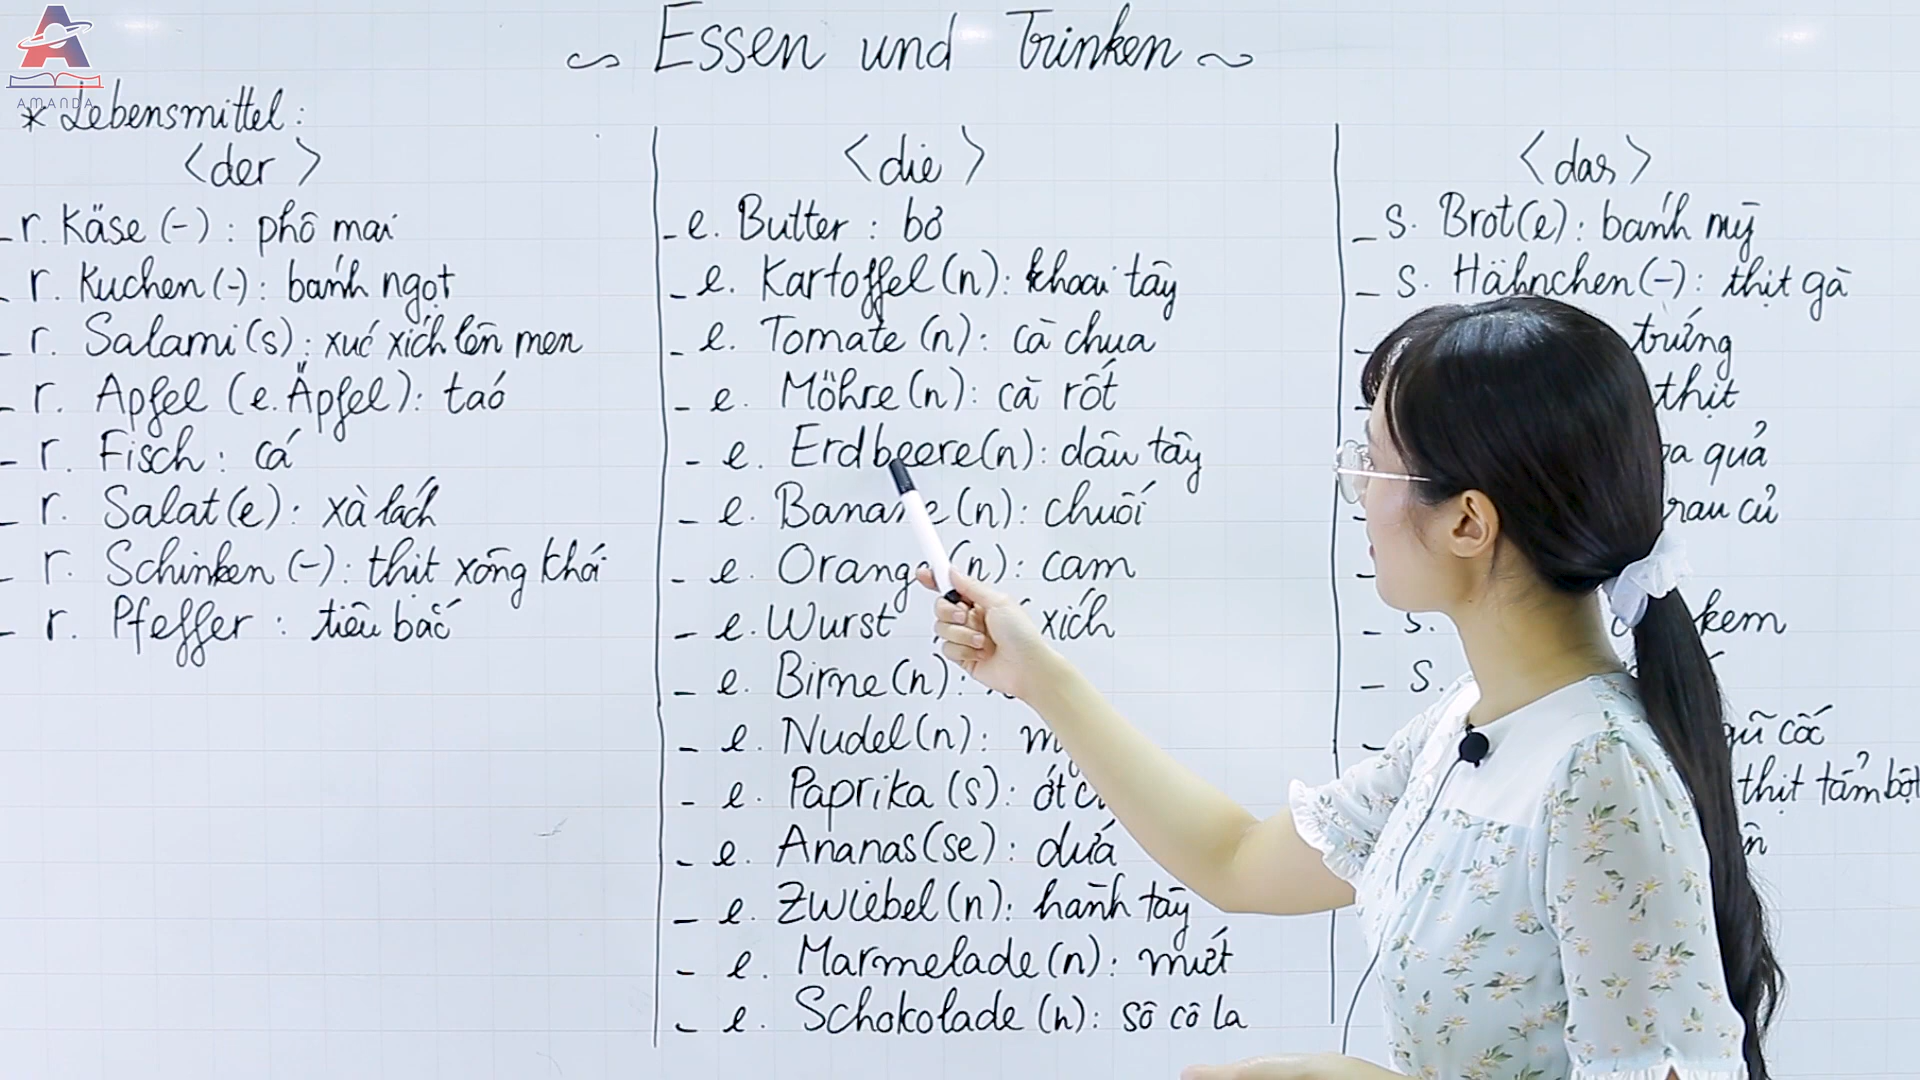 AMANDA
~ Essen und Trinken ~
* Lebensmittel:
<der>
- r. Käse (-): phô mai
- r. Kuchen (-): bánh ngọt
- r. Salami (s): xúc xích lên men
- r. Apfel (e. Äpfel): táo
- r. Fisch: cá
- r. Salat (e): xà lách
- r. Schinken (-): thịt xông khói
- r. Pfeffer: tiêu bắc
<die>
- e. Butter: bơ
- e. Kartoffel (n): khoai tây
- e. Tomate (n): cà chua
- e. Möhre (n): cà rốt
- e. Erdbeere (n): dâu tây
- e. Banane (n): chuối
- e. Orange (n): cam
- e. Wurst xích
- e. Birne (n):
- e. Nudel (n):
- e. Paprika (s): ớt
- e. Ananas (se): dứa
- e. Zwiebel (n): hành tây
- e. Marmelade (n): mứt
- e. Schokolade (n): sô cô la
<das>
- s. Brot (e): bánh mỳ
- s. Hähnchen (-): thịt gà
- trứng
- thịt
quả
rau củ
-
- s. kem
- s.
- cốc
thịt tẩm bột